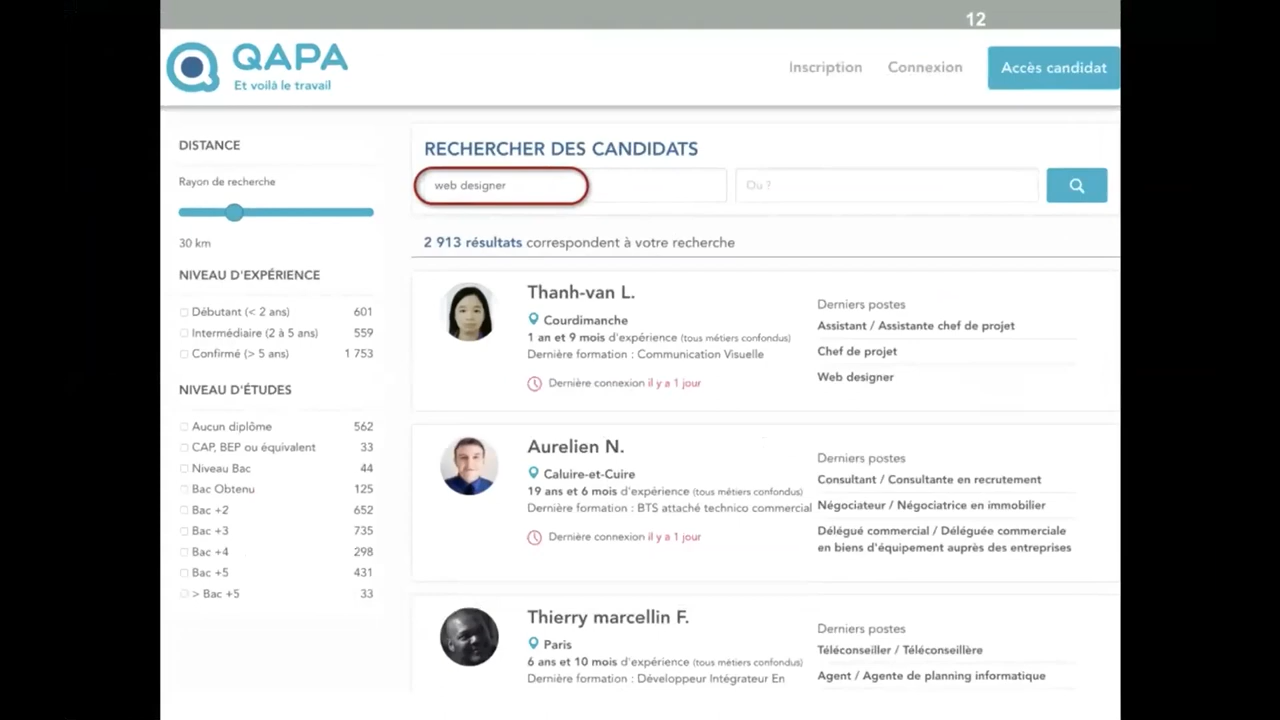 12
QAPA
Et voilà le travail
Inscription
Connexion
Accès candidat
DISTANCE
Rayon de recherche
30 km
NIVEAU D'EXPÉRIENCE
Débutant (< 2 ans) 601
Intermédiaire (2 à 5 ans) 559
Confirmé (> 5 ans) 1 753
NIVEAU D'ÉTUDES
Aucun diplôme 562
CAP, BEP ou équivalent 33
Niveau Bac 44
Bac Obtenu 125
Bac +2 652
Bac +3 735
Bac +4 298
Bac +5 431
> Bac +5 33
RECHERCHER DES CANDIDATS
web designer
Ou ?
2 913 résultats correspondent à votre recherche
Thanh-van L.
Courdimanche
1 an et 9 mois d'expérience (tous métiers confondus)
Dernière formation : Communication Visuelle
Dernière connexion il y a 1 jour
Derniers postes
Assistant / Assistante chef de projet
Chef de projet
Web designer
Aurelien N.
Caluire-et-Cuire
19 ans et 6 mois d'expérience (tous métiers confondus)
Dernière formation : BTS attaché technico commercial
Dernière connexion il y a 1 jour
Derniers postes
Consultant / Consultante en recrutement
Négociateur / Négociatrice en immobilier
Délégué commercial / Déléguée commerciale
en biens d'équipement auprès des entreprises
Thierry marcellin F.
Paris
6 ans et 10 mois d'expérience (tous métiers confondus)
Dernière formation : Développeur Intégrateur En
Derniers postes
Téléconseiller / Téléconseillère
Agent / Agente de planning informatique